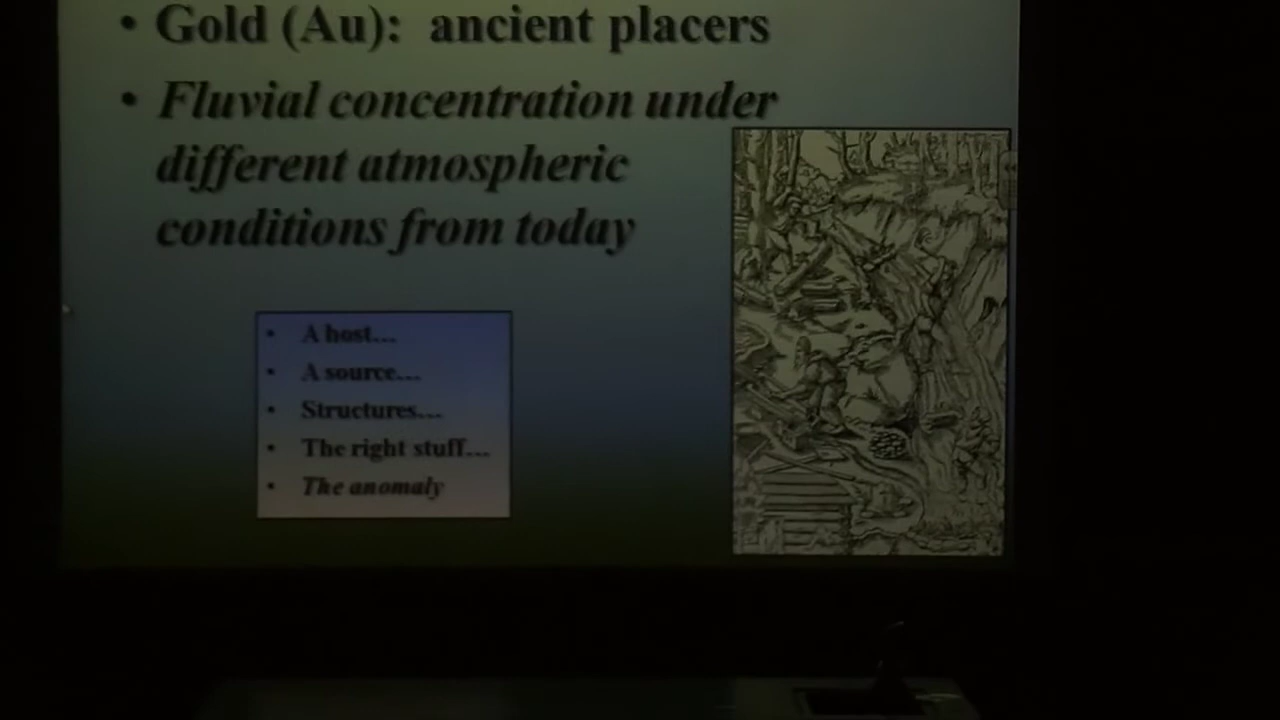 • Gold (Au): ancient placers
• Fluvial concentration under
different atmospheric
conditions from today
• A host...
• A source...
• Structures...
• The right stuff...
• The anomaly